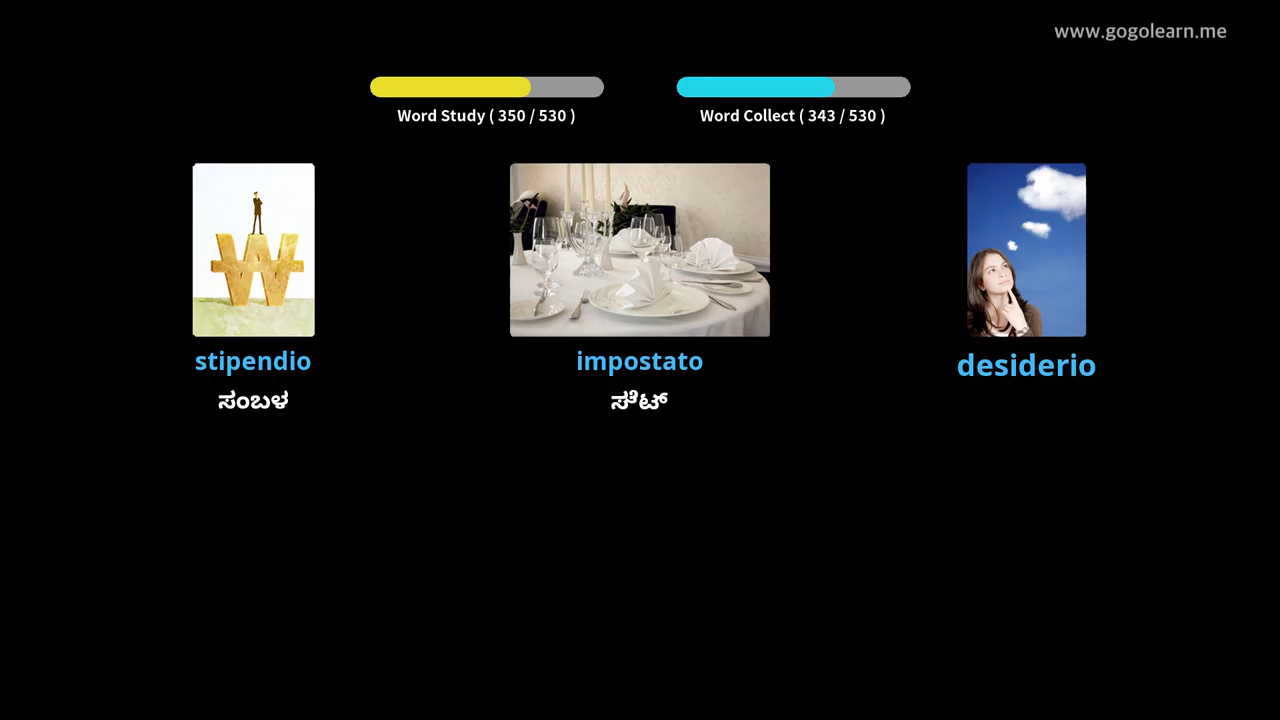 www.gogolearn.me
Word Study ( 350 / 530 )
Word Collect ( 343 / 530 )
stipendio
impostato
desiderio
ಸಂಬಳ
ಸೆಟ್